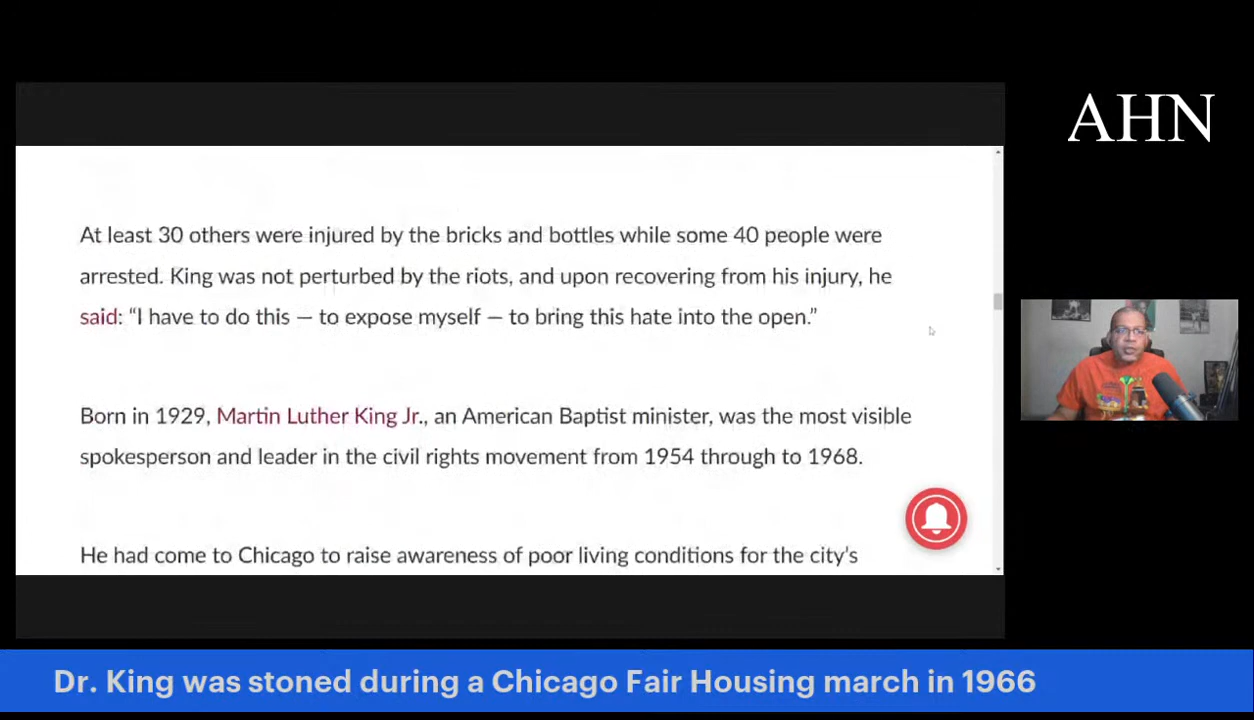 AHN
At least 30 others were injured by the bricks and bottles while some 40 people were
arrested. King was not perturbed by the riots, and upon recovering from his injury, he
said: “I have to do this — to expose myself — to bring this hate into the open.”
Born in 1929, Martin Luther King Jr., an American Baptist minister, was the most visible
spokesperson and leader in the civil rights movement from 1954 through to 1968.
He had come to Chicago to raise awareness of poor living conditions for the city’s
Dr. King was stoned during a Chicago Fair Housing march in 1966